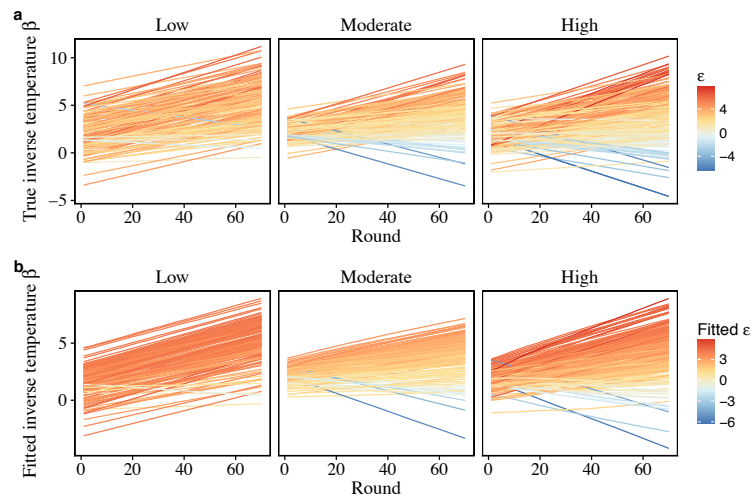 a
Low
Moderate
High
True inverse temperature β
10
5
0
−5
0
20
40
60
0
20
40
60
0
20
40
60
Round
ε
4
0
−4
b
Low
Moderate
High
Fitted inverse temperature β
5
0
0
20
40
60
0
20
40
60
0
20
40
60
Round
Fitted ε
3
0
−3
−6